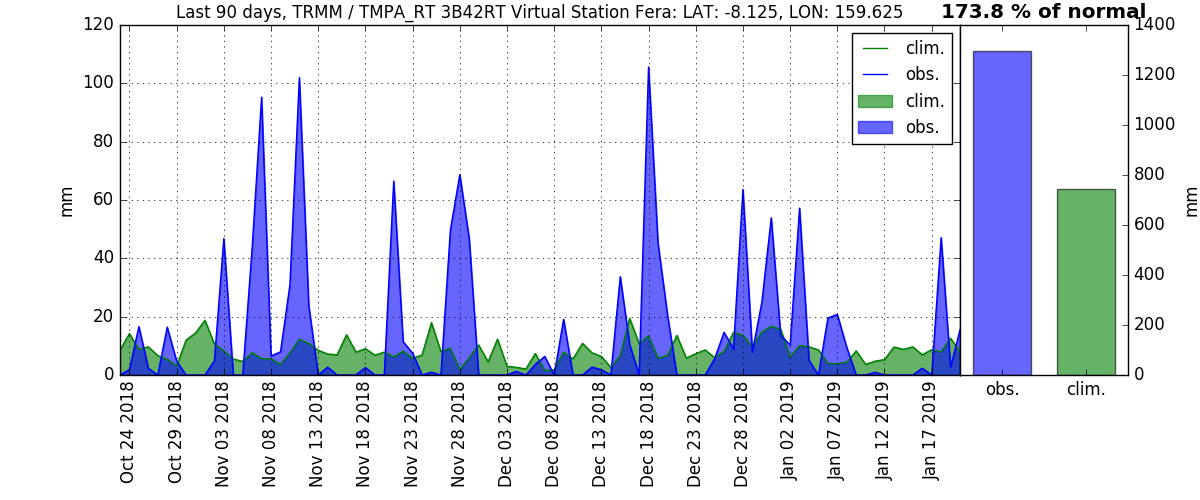 Last 90 days, TRMM / TMPA_RT 3B42RT Virtual Station Fera: LAT: -8.125, LON: 159.625
173.8 % of normal
120
100
80
60
40
20
0
mm
clim.
obs.
clim.
obs.
1400
1200
1000
800
600
400
200
0
mm
Oct 24 2018
Oct 29 2018
Nov 03 2018
Nov 08 2018
Nov 13 2018
Nov 18 2018
Nov 23 2018
Nov 28 2018
Dec 03 2018
Dec 08 2018
Dec 13 2018
Dec 18 2018
Dec 23 2018
Dec 28 2018
Jan 02 2019
Jan 07 2019
Jan 12 2019
Jan 17 2019
obs.
clim.